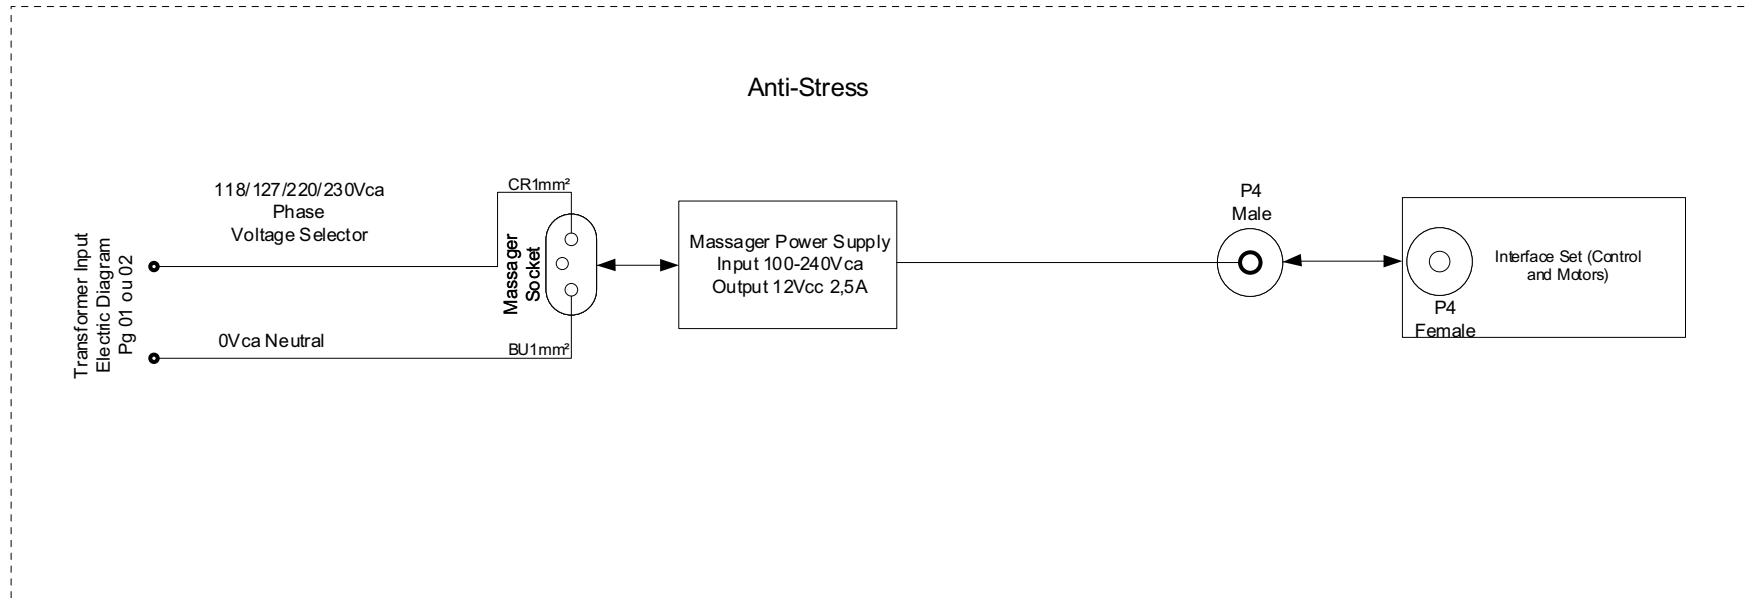 Anti-Stress
118/127/220/230Vca
Phase
Voltage Selector
Transformer Input
Electric Diagram
Pg 01 ou 02
0Vca Neutral
CR1mm²
BU1mm²
Massager
Socket
Massager Power Supply
Input 100-240Vca
Output 12Vcc 2,5A
P4
Male
P4
Female
Interface Set (Control
and Motors)